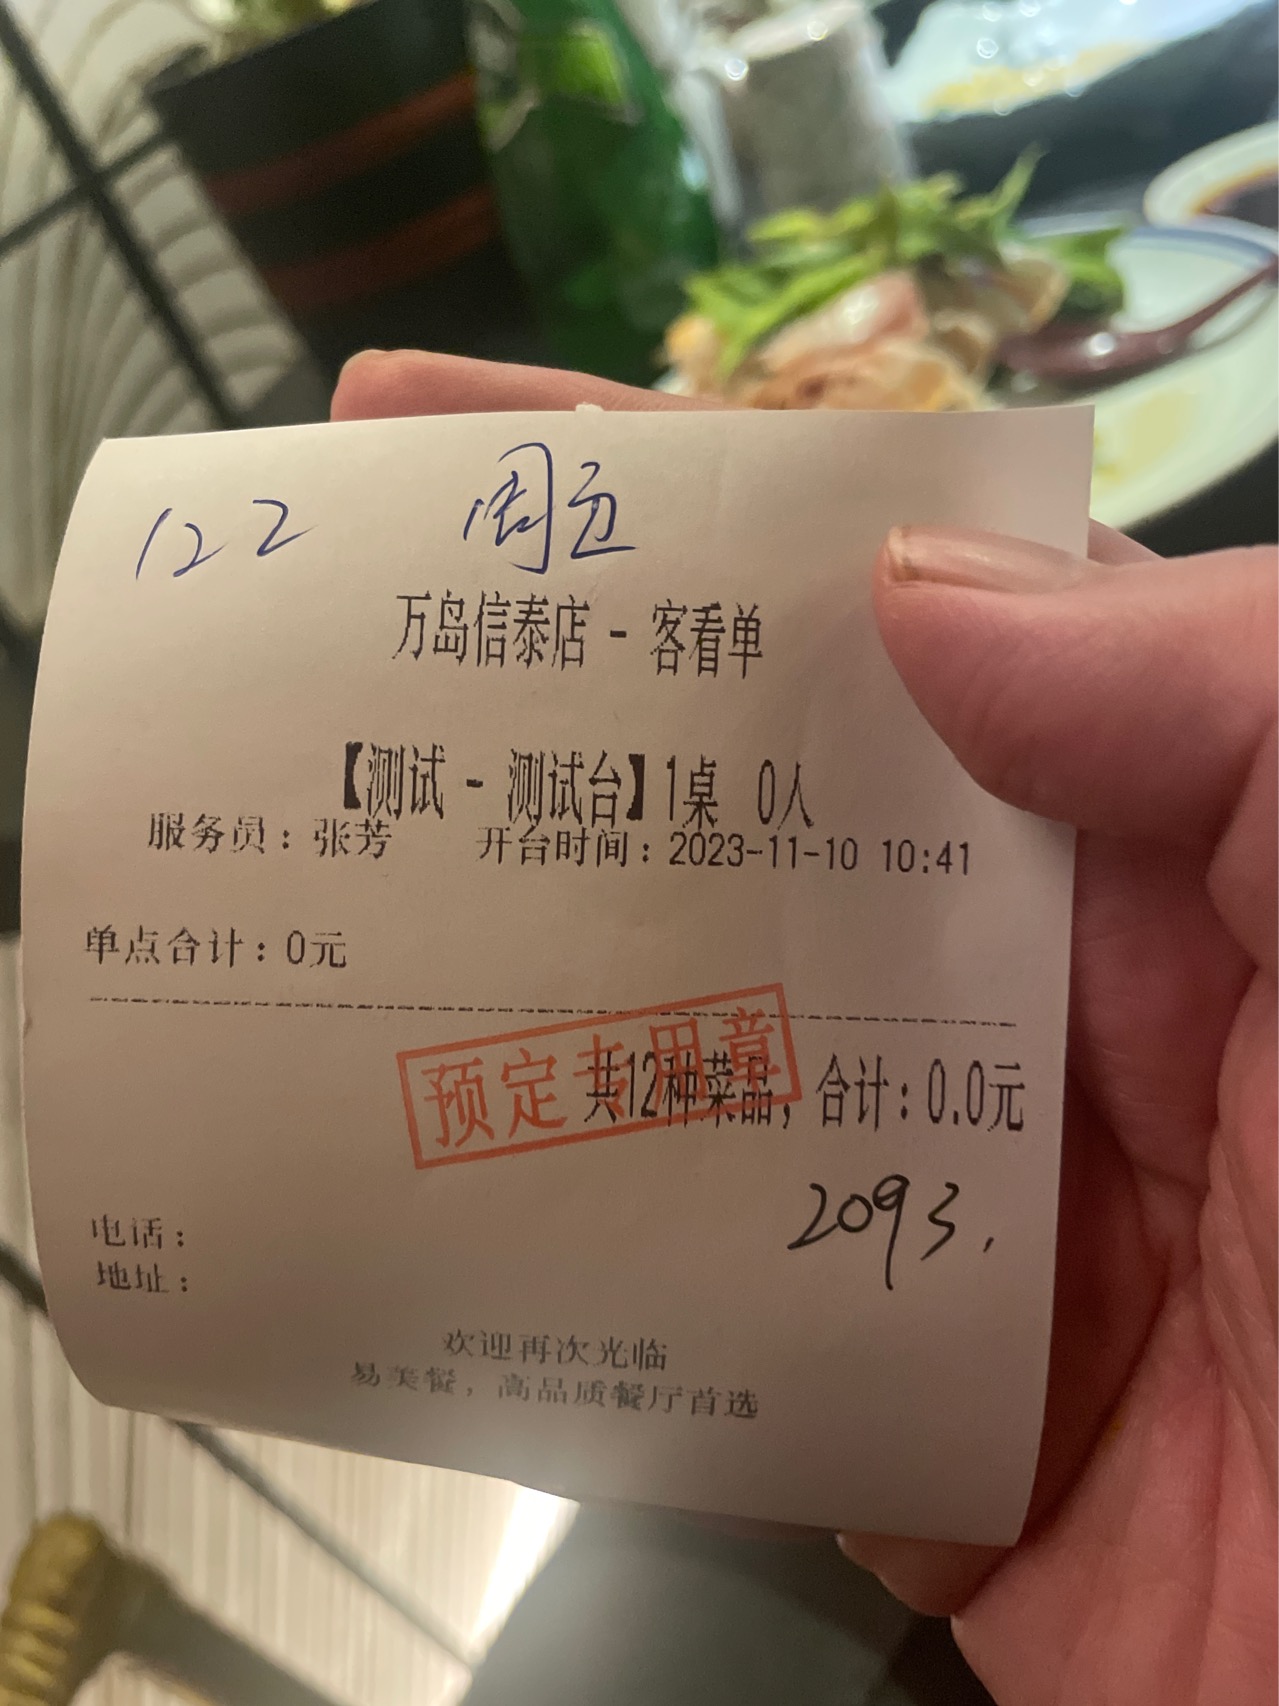 122 周五
万岛信泰店 - 客看单
【测试 - 测试台】1桌 0人
服务员：张芳 开台时间：2023-11-10 10:41
单点合计：0元
预定专用章
共12种菜品，合计：0.0元
2093.
电话：
地址：
欢迎再次光临
易美餐，高品质餐厅首选